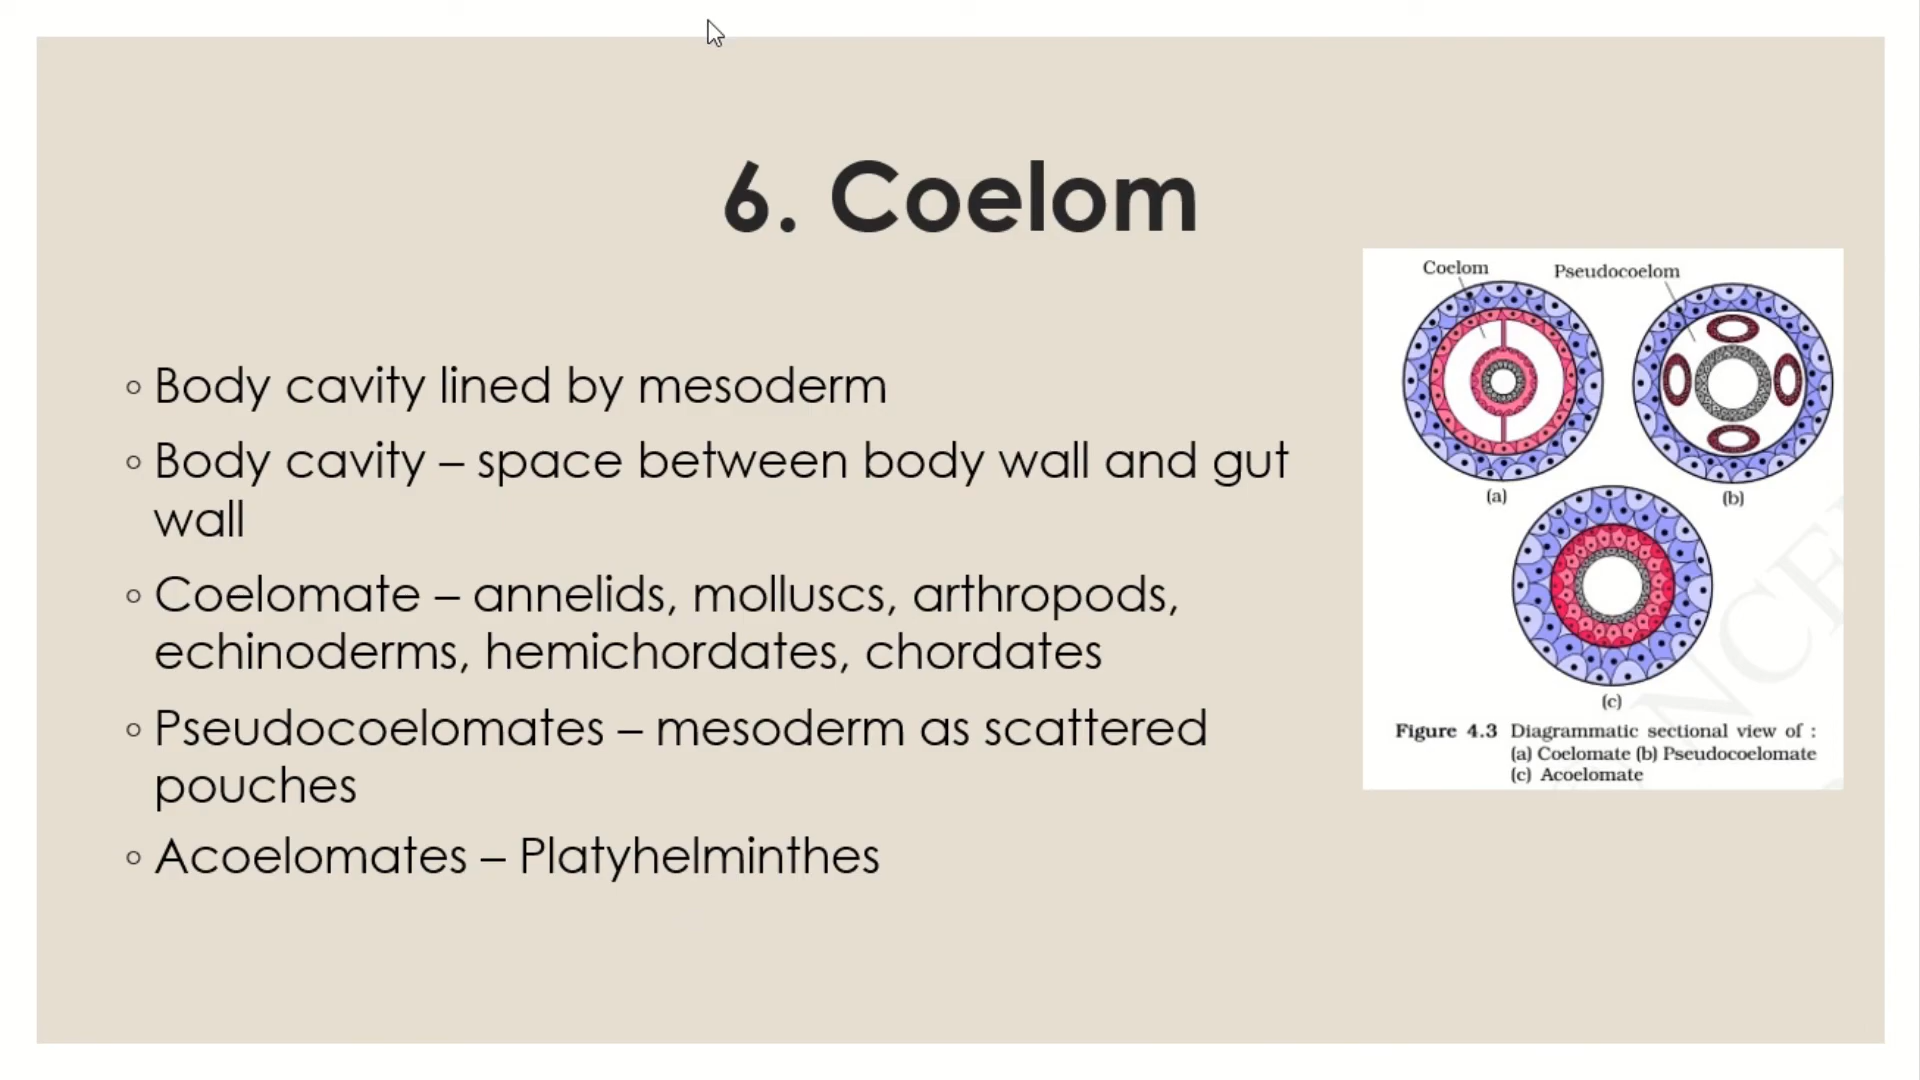 6. Coelom
◦ Body cavity lined by mesoderm
◦ Body cavity – space between body wall and gut
wall
◦ Coelomate – annelids, molluscs, arthropods,
echinoderms, hemichordates, chordates
◦ Pseudocoelomates – mesoderm as scattered
pouches
◦ Acoelomates – Platyhelminthes
Coelom Pseudocoelom
(a) (b)
(c)
Figure 4.3 Diagrammatic sectional view of :
(a) Coelomate (b) Pseudocoelomate
(c) Acoelomate